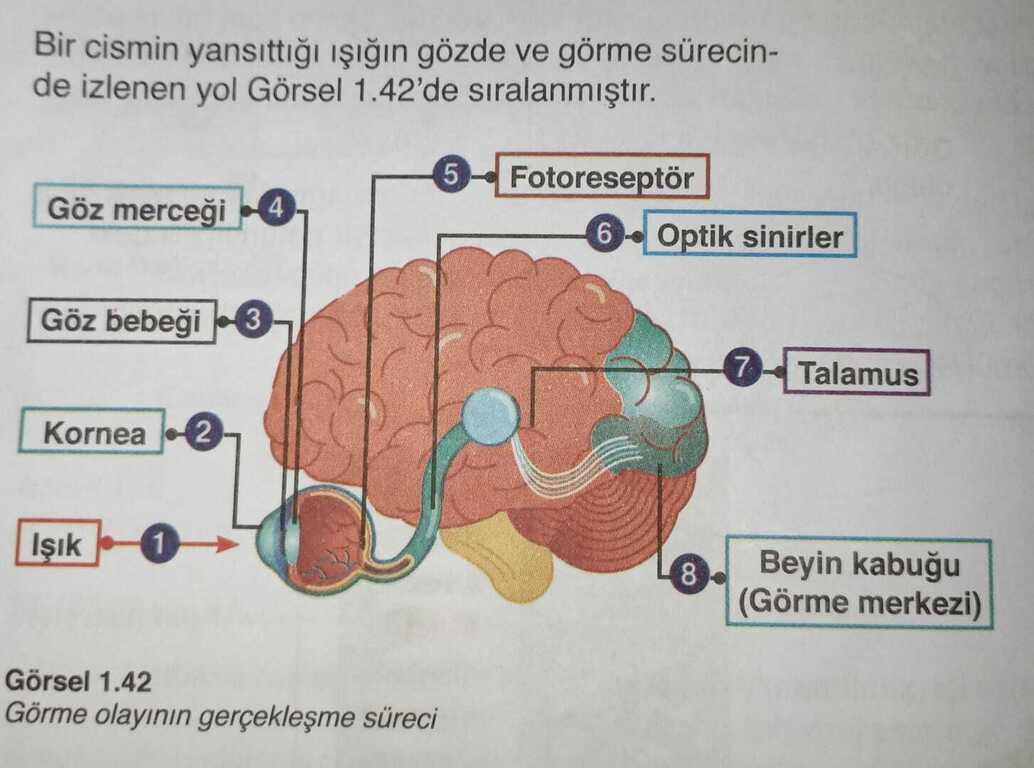 Bir cismin yansıttığı ışığın gözde ve görme sürecin-
de izlenen yol Görsel 1.42'de sıralanmıştır.
5 Fotoreseptör
Göz merceği 4
6 Optik sinirler
Göz bebeği 3
7 Talamus
Kornea 2
Işık 1
8 Beyin kabuğu
(Görme merkezi)
Görsel 1.42
Görme olayının gerçekleşme süreci